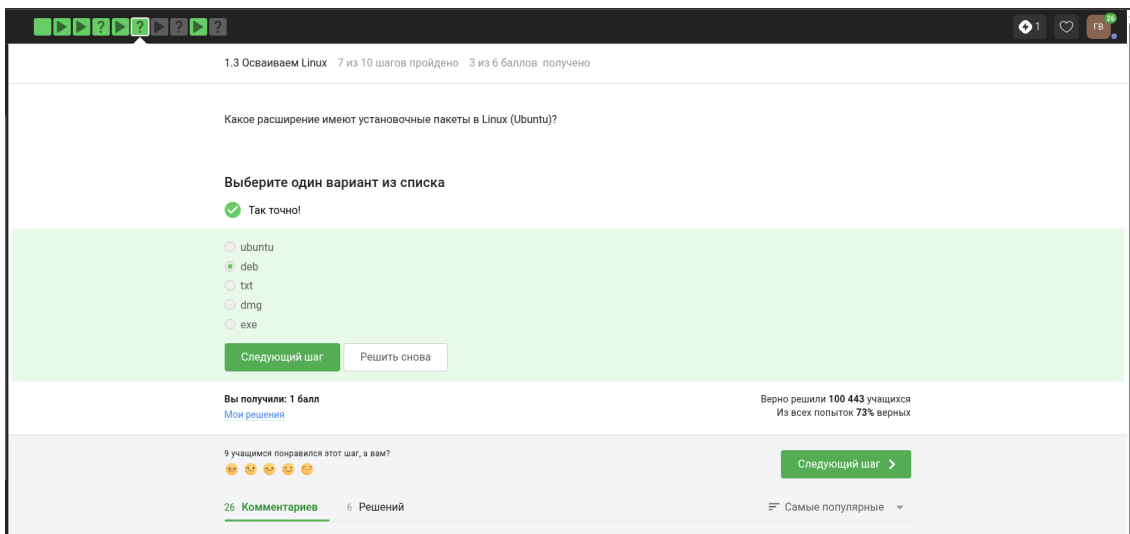 ? ? ? ? 1 ГВ 26
1.3 Осваиваем Linux 7 из 10 шагов пройдено 3 из 6 баллов получено
Какое расширение имеют установочные пакеты в Linux (Ubuntu)?
Выберите один вариант из списка
Так точно!
ubuntu
deb
txt
dmg
exe
Следующий шаг Решить снова
Вы получили: 1 балл Верно решили 100 443 учащихся
Мои решения Из всех попыток 73% верных
9 учащимся понравился этот шаг, а вам?
Следующий шаг
26 Комментариев 6 Решений Самые популярные